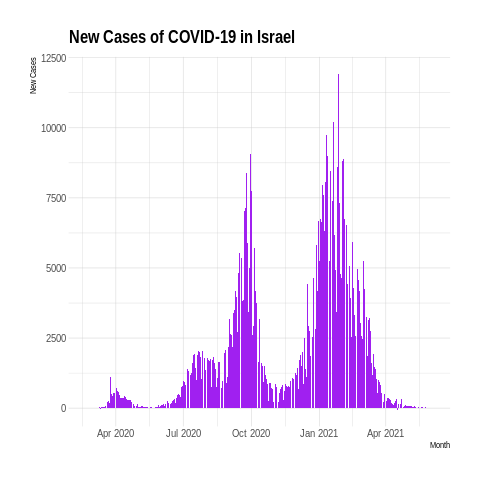 New Cases of COVID-19 in Israel
New Cases
12500
10000
7500
5000
2500
0
Apr 2020 Jul 2020 Oct 2020 Jan 2021 Apr 2021
Month